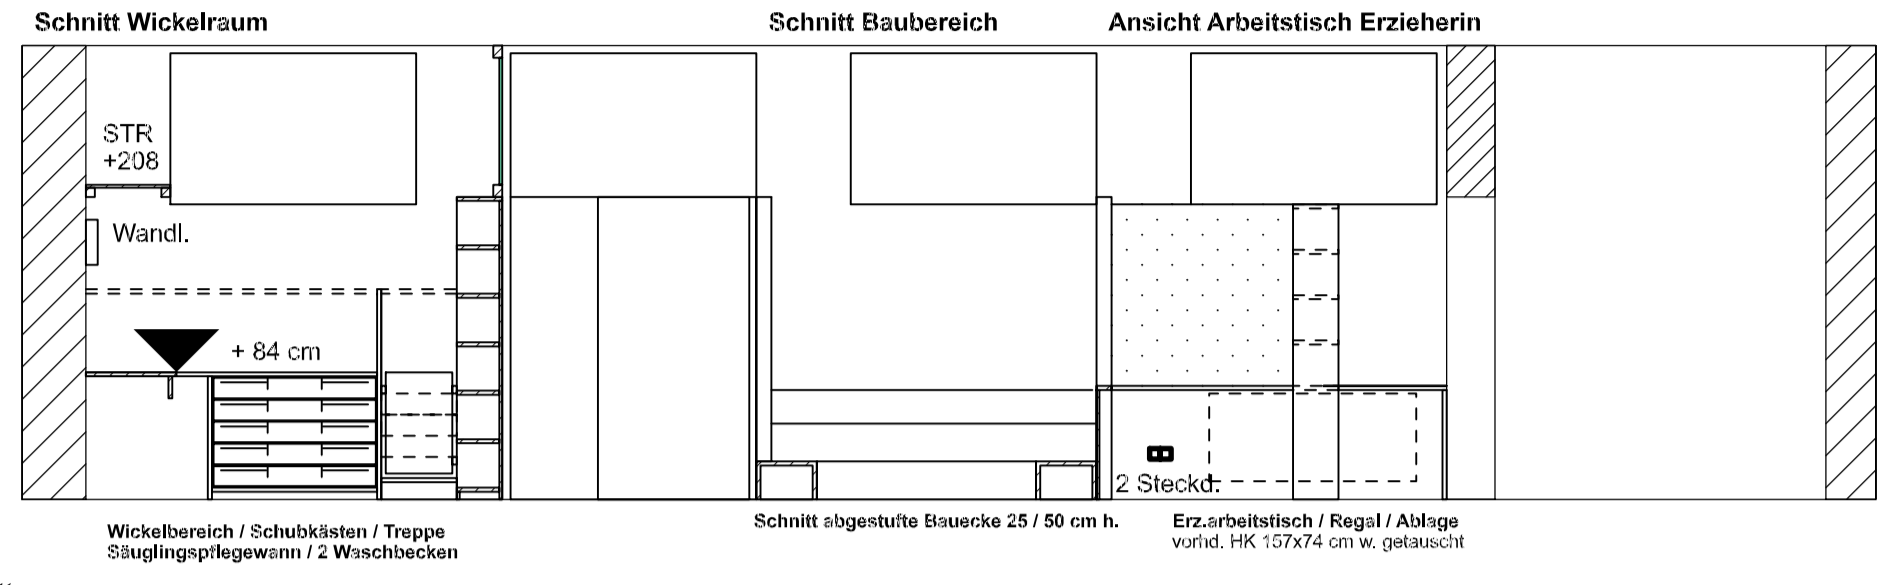 Schnitt Wickelraum
Schnitt Baubereich
Ansicht Arbeitstisch Erzieherin
STR
+208
Wandl.
+ 84 cm
2 Steckd.
Wickelbereich / Schubkästen / Treppe
Säuglingspflegewann / 2 Waschbecken
Schnitt abgestufte Bauecke 25 / 50 cm h.
Erz.arbeitstisch / Regal / Ablage
vorhd. HK 157x74 cm w. getauscht